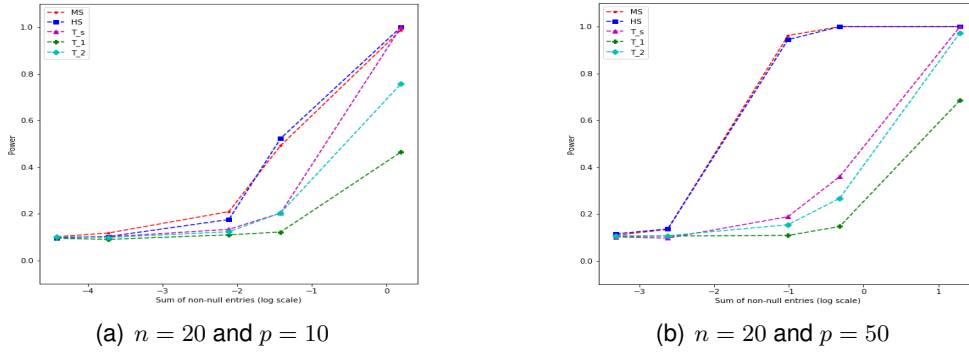 MS
HS
T_s
T_1
T_2
1.0
0.8
0.6
0.4
0.2
0.0
Power
−4
−3
−2
−1
0
Sum of non-null entries (log scale)
(a) n = 20 and p = 10
MS
HS
T_s
T_1
T_2
1.0
0.8
0.6
0.4
0.2
0.0
Power
−3
−2
−1
0
1
Sum of non-null entries (log scale)
(b) n = 20 and p = 50